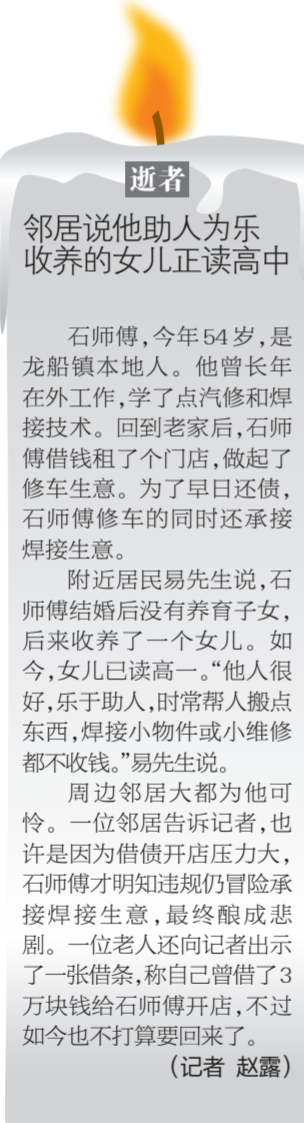 逝者
邻居说他助人为乐
收养的女儿正读高中
石师傅，今年54岁，是
龙船镇本地人。他曾长年
在外工作，学了点汽修和焊
接技术。回到老家后，石师
傅借钱租了个门店，做起了
修车生意。为了早日还债，
石师傅修车的同时还承接
焊接生意。
附近居民易先生说，石
师傅结婚后没有养育子女，
后来收养了一个女儿。如
今，女儿已读高一。“他人很
好，乐于助人，时常帮人搬点
东西，焊接小物件或小维修
都不收钱。”易先生说。
周边邻居大都为他可
怜。一位邻居告诉记者，也
许是因为借债开店压力大，
石师傅才明知违规仍冒险承
接焊接生意，最终酿成悲
剧。一位老人还向记者出示
了一张借条，称自己曾借了3
万块钱给石师傅开店，不过
如今也不打算要回来了。
（记者 赵露）